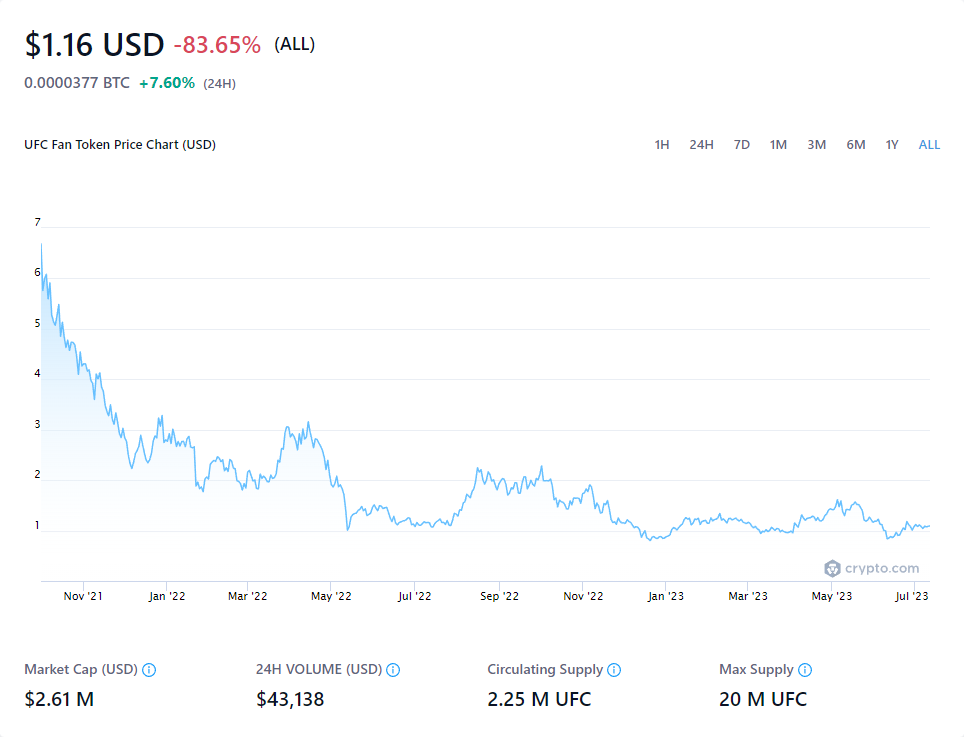 $1.16 USD -83.65% (ALL)
0.0000377 BTC +7.60% (24H)
UFC Fan Token Price Chart (USD) 1H 24H 7D 1M 3M 6M 1Y ALL
7
6
5
4
3
2
1
crypto.com
Nov '21 Jan '22 Mar '22 May '22 Jul '22 Sep '22 Nov '22 Jan '23 Mar '23 May '23 Jul '23
Market Cap (USD) 24H VOLUME (USD) Circulating Supply Max Supply
$2.61 M $43,138 2.25 M UFC 20 M UFC